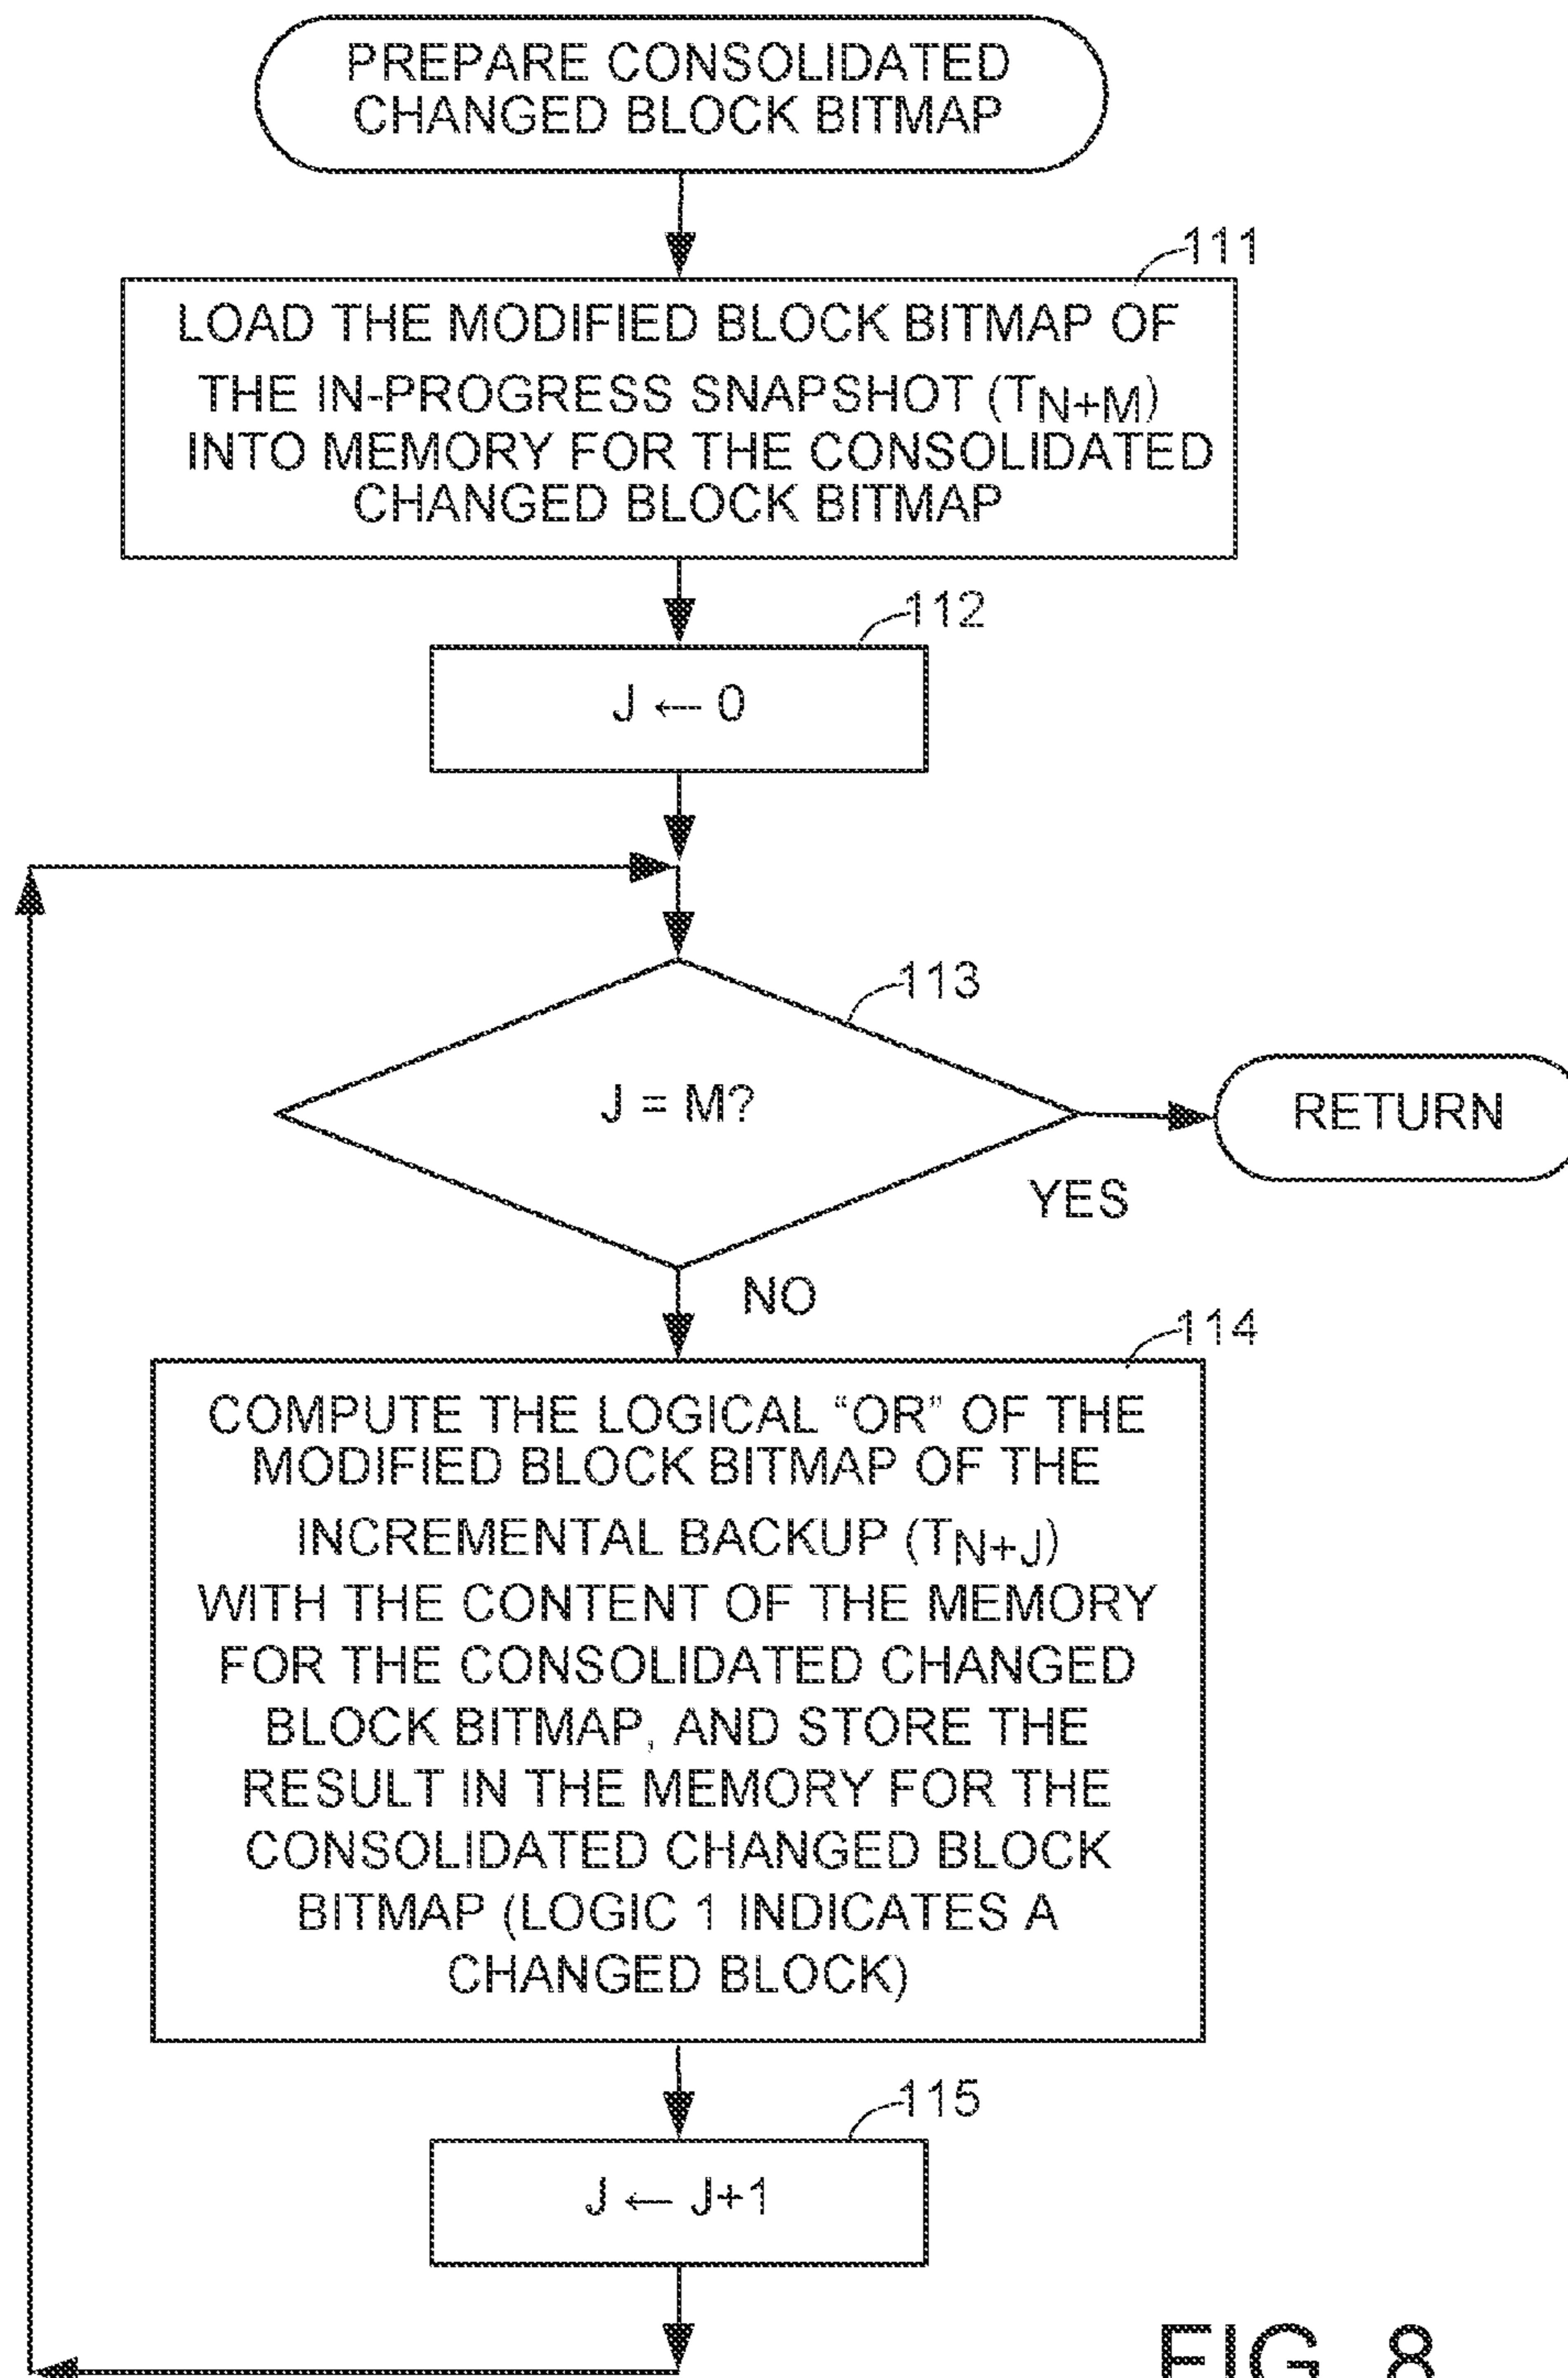 PREPARE CONSOLIDATED
CHANGED BLOCK BITMAP
111
LOAD THE MODIFIED BLOCK BITMAP OF
THE IN-PROGRESS SNAPSHOT (TN+M)
INTO MEMORY FOR THE CONSOLIDATED
CHANGED BLOCK BITMAP
112
J ← 0
113
J = M?
RETURN
YES
NO
114
COMPUTE THE LOGICAL “OR” OF THE
MODIFIED BLOCK BITMAP OF THE
INCREMENTAL BACKUP (TN+J)
WITH THE CONTENT OF THE MEMORY
FOR THE CONSOLIDATED CHANGED
BLOCK BITMAP, AND STORE THE
RESULT IN THE MEMORY FOR THE
CONSOLIDATED CHANGED BLOCK
BITMAP (LOGIC 1 INDICATES A
CHANGED BLOCK)
115
J ← J+1
FIG. 8